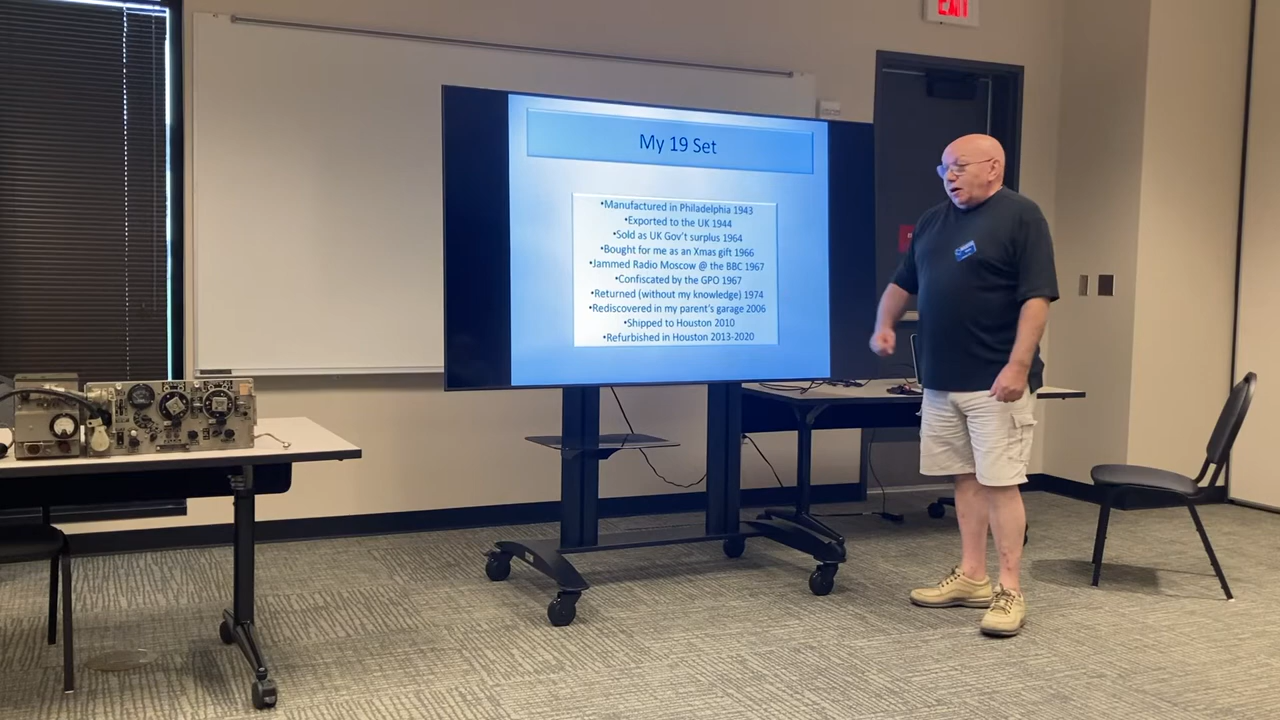 EXIT
My 19 Set
•Manufactured in Philadelphia 1943
•Exported to the UK 1944
•Sold as UK Gov't surplus 1964
•Bought for me as an Xmas gift 1966
•Jammed Radio Moscow @ the BBC 1967
•Confiscated by the GPO 1967
•Returned (without my knowledge) 1974
•Rediscovered in my parent's garage 2006
•Shipped to Houston 2010
•Refurbished in Houston 2013-2020